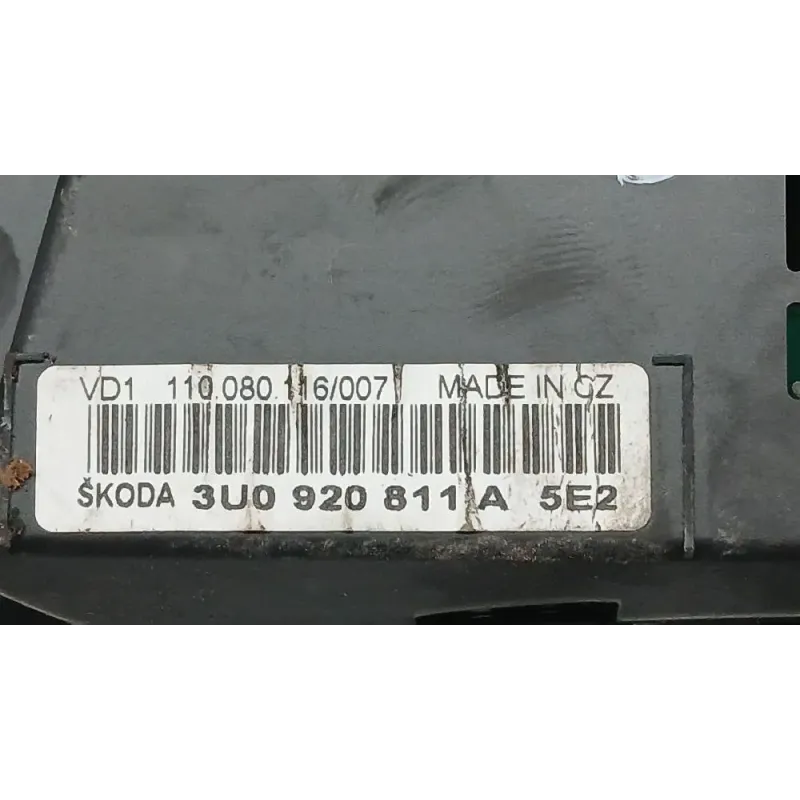 VD1 110.080.116/007 MADE IN CZ
ŠKODA 3U0 920 811 A 5E2